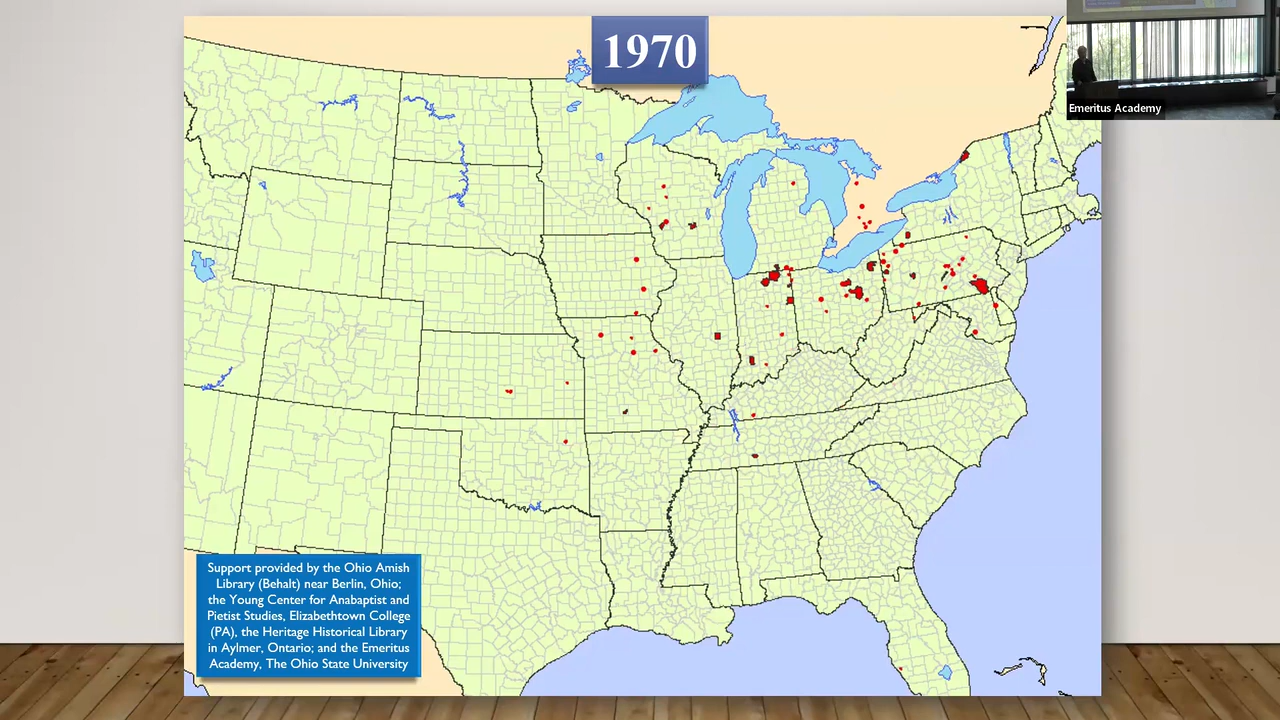 1970
Emeritus Academy
Support provided by the Ohio Amish
Library (Behalt) near Berlin, Ohio;
the Young Center for Anabaptist and
Pietist Studies, Elizabethtown College
(PA), the Heritage Historical Library
in Aylmer, Ontario; and the Emeritus
Academy, The Ohio State University